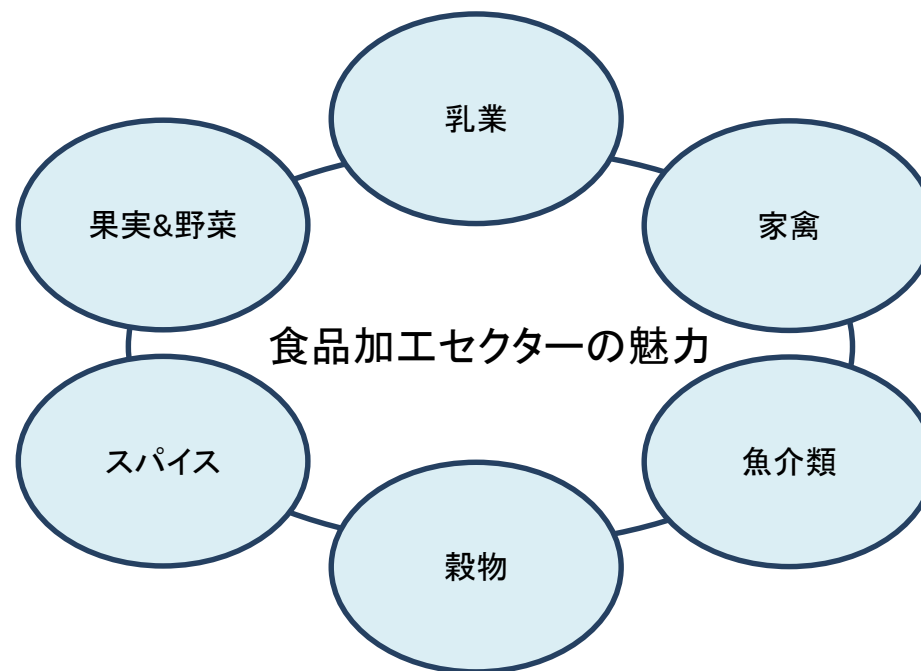 乳業
果実&野菜
家禽
食品加工セクターの魅力
スパイス
魚介類
穀物